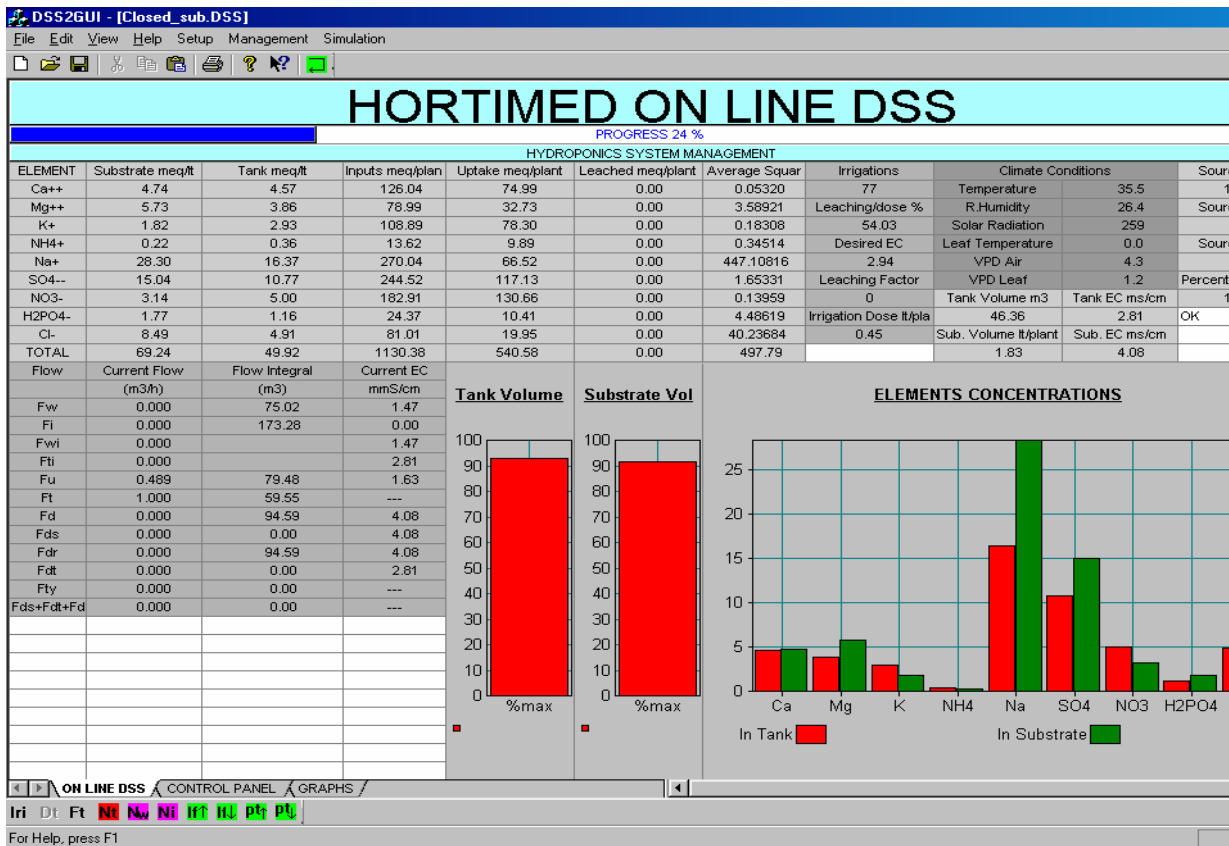 DSS2GUI - [Closed_sub.DSS]
File Edit View Help Setup Management Simulation
HORTIMED ON LINE DSS
PROGRESS 24 %
HYDROPONICS SYSTEM MANAGEMENT
ELEMENT Substrate meq/lt Tank meq/lt Inputs meq/plan Uptake meq/plant Leached meq/plant Average Squar Irrigations Climate Conditions Sour
Ca++ 4.74 4.57 126.04 74.99 0.00 0.05320 77 Temperature 35.5 1
Mg++ 5.73 3.86 78.99 32.73 0.00 3.58921 Leaching/dose % R.Humidity 26.4 Sour
K+ 1.82 2.93 108.89 78.30 0.00 0.18308 54.03 Solar Radiation 259
NH4+ 0.22 0.36 13.62 9.89 0.00 0.34514 Desired EC Leaf Temperature 0.0 Sour
Na+ 28.30 16.37 270.04 66.52 0.00 447.10816 2.94 VPD Air 4.3
SO4-- 15.04 10.77 244.52 117.13 0.00 1.65331 Leaching Factor VPD Leaf 1.2 Percent
NO3- 3.14 5.00 182.91 130.66 0.00 0.13959 0 Tank Volume m3 Tank EC ms/cm 1
H2PO4- 1.77 1.16 24.37 10.41 0.00 4.48619 Irrigation Dose lt/pla 46.36 2.81 OK
Cl- 8.49 4.91 81.01 19.95 0.00 40.23684 0.45 Sub. Volume lt/plant Sub. EC ms/cm
TOTAL 69.24 49.92 1130.38 540.58 0.00 497.79 1.83 4.08
Flow Current Flow Flow Integral Current EC
(m3/h) (m3) mmS/cm
Fw 0.000 75.02 1.47
Fi 0.000 173.28 0.00
Fwi 0.000 1.47
Fti 0.000 2.81
Fu 0.489 79.48 1.63
Ft 1.000 59.55 ---
Fd 0.000 94.59 4.08
Fds 0.000 0.00 4.08
Fdr 0.000 94.59 4.08
Fdt 0.000 0.00 2.81
Fty 0.000 0.00 ---
Fds+Fdt+Fd 0.000 0.00 ---
Tank Volume
100
90
80
70
60
50
40
30
20
10
0
%max
Substrate Vol
100
90
80
70
60
50
40
30
20
10
0
%max
ELEMENTS CONCENTRATIONS
25
20
15
10
5
0
Ca Mg K NH4 Na SO4 NO3 H2PO4
In Tank In Substrate
ON LINE DSS CONTROL PANEL GRAPHS
Iri Dt Ft Nt Nw Ni If↑ If↓ pt↑ pt↓
For Help, press F1